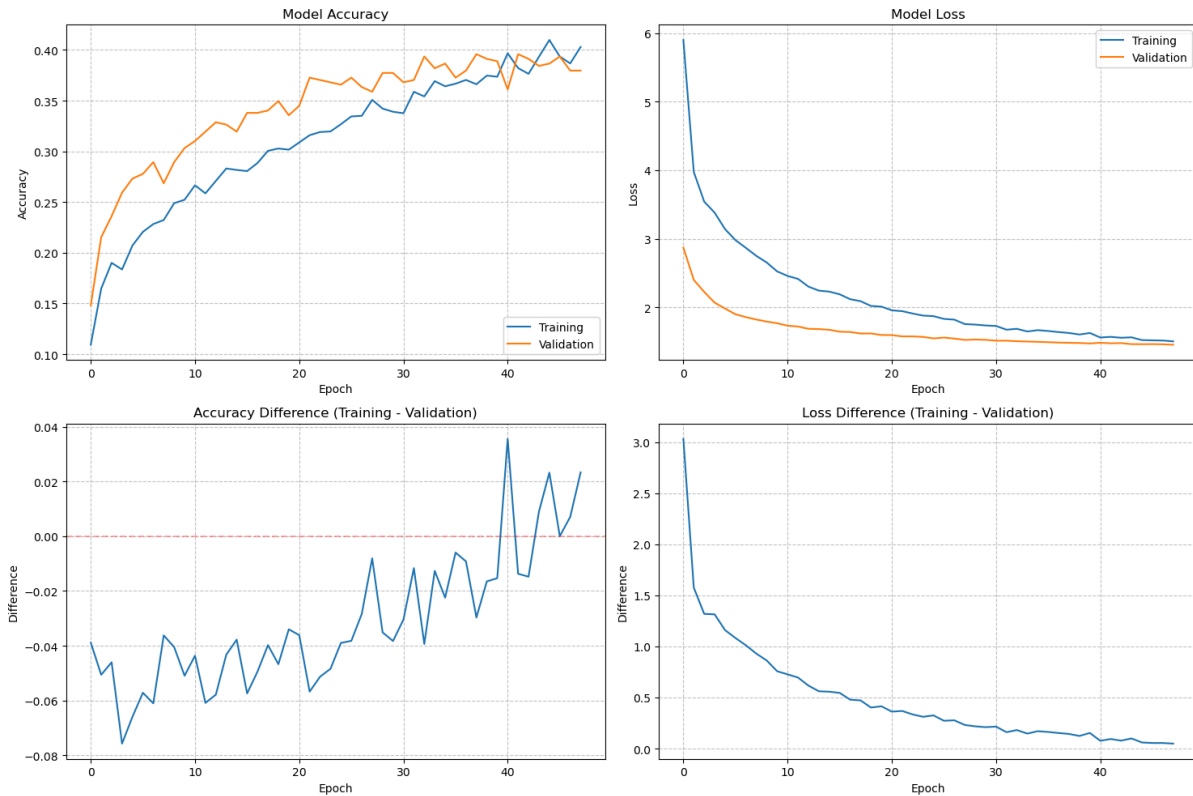 Model Accuracy
Accuracy
0.40
0.35
0.30
0.25
0.20
0.15
0.10
Training
Validation
0 10 20 30 40
Epoch
Model Loss
Loss
6
5
4
3
2
Training
Validation
0 10 20 30 40
Epoch
Accuracy Difference (Training - Validation)
Difference
0.04
0.02
0.00
−0.02
−0.04
−0.06
−0.08
0 10 20 30 40
Epoch
Loss Difference (Training - Validation)
Difference
3.0
2.5
2.0
1.5
1.0
0.5
0.0
0 10 20 30 40
Epoch